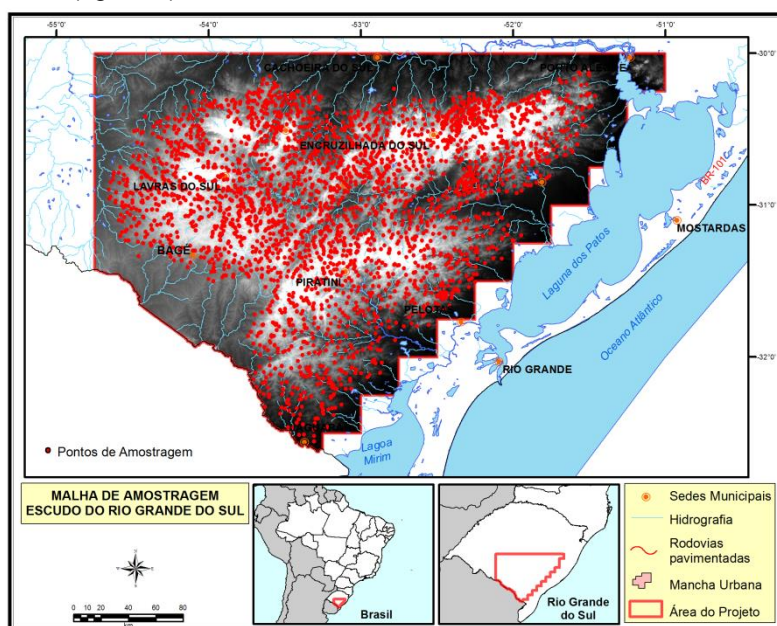 -55°0'
-54°0'
-53°0'
-52°0'
-51°0'
-30°0'
CACHOEIRA DO SUL
PORTO ALEGRE
ENCRUZILHADA DO SUL
LAVRAS DO SUL
-31°0'
BR-101
MOSTARDAS
BAGÉ
Laguna dos Patos
PIRATINI
Oceano Atlântico
-32°0'
RIO GRANDE
Lagoa
Mirim
Pontos de Amostragem
MALHA DE AMOSTRAGEM
ESCUDO DO RIO GRANDE DO SUL
0 10 20 40 60 80
km
Brasil
Rio Grande
do Sul
Sedes Municipais
Hidrografia
Rodovias
pavimentadas
Mancha Urbana
Área do Projeto